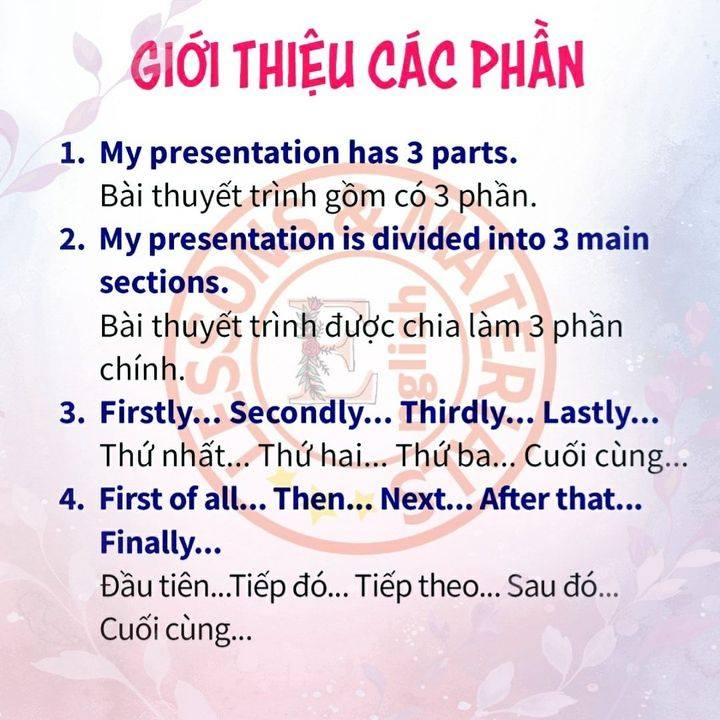 GIỚI THIỆU CÁC PHẦN
1. My presentation has 3 parts.
Bài thuyết trình gồm có 3 phần.
2. My presentation is divided into 3 main
sections.
Bài thuyết trình được chia làm 3 phần
chính.
3. Firstly... Secondly... Thirdly... Lastly...
Thứ nhất... Thứ hai... Thứ ba... Cuối cùng...
4. First of all... Then... Next... After that...
Finally...
Đầu tiên...Tiếp đó... Tiếp theo... Sau đó...
Cuối cùng...
LESSONS & MATERIALS
E
nglish